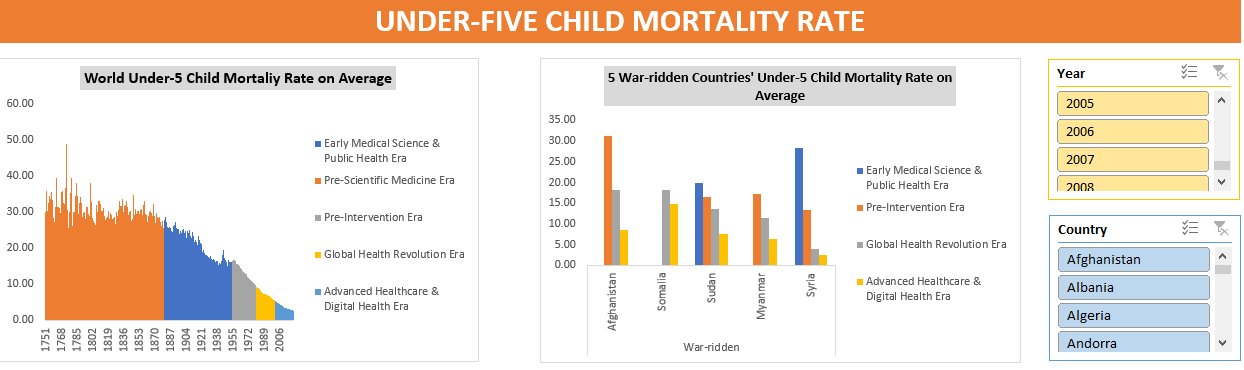 UNDER-FIVE CHILD MORTALITY RATE
World Under-5 Child Mortaliy Rate on Average
60.00
50.00
40.00
30.00
20.00
10.00
0.00
1751
1768
1785
1802
1819
1836
1853
1870
1887
1904
1921
1938
1955
1972
1989
2006
Early Medical Science &
Public Health Era
Pre-Scientific Medicine Era
Pre-Intervention Era
Global Health Revolution Era
Advanced Healthcare &
Digital Health Era
5 War-ridden Countries' Under-5 Child Mortality Rate on
Average
35.00
30.00
25.00
20.00
15.00
10.00
5.00
0.00
Afghanistan
Somalia
Sudan
Myanmar
Syria
War-ridden
Early Medical Science &
Public Health Era
Pre-Intervention Era
Global Health Revolution Era
Advanced Healthcare &
Digital Health Era
Year
2005
2006
2007
2008
Country
Afghanistan
Albania
Algeria
Andorra